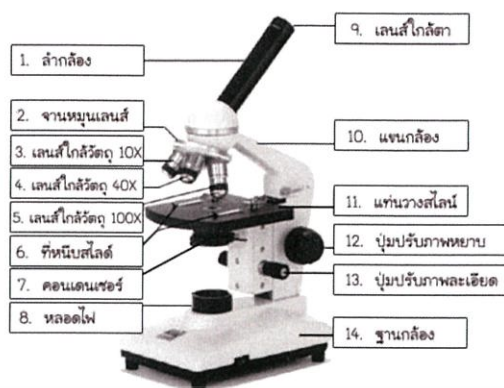 1. ลำกล้อง
2. จานหมุนเลนส์
3. เลนส์ใกล้วัตถุ 10X
4. เลนส์ใกล้วัตถุ 40X
5. เลนส์ใกล้วัตถุ 100X
6. ที่หนีบสไลด์
7. คอนเดนเซอร์
8. หลอดไฟ
9. เลนส์ใกล้ตา
10. แขนกล้อง
11. แท่นวางสไลน์
12. ปุ่มปรับภาพหยาบ
13. ปุ่มปรับภาพละเอียด
14. ฐานกล้อง